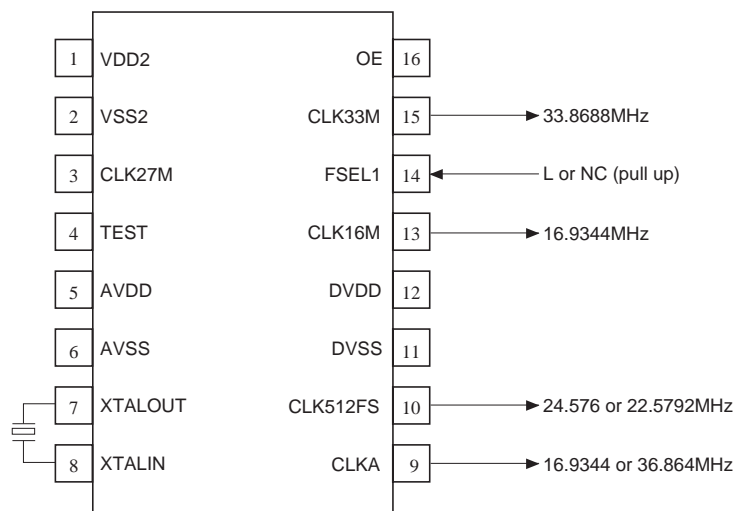 1 VDD2 OE 16
2 VSS2 CLK33M 15 33.8688MHz
3 CLK27M FSEL1 14 L or NC (pull up)
4 TEST CLK16M 13 16.9344MHz
5 AVDD DVDD 12
6 AVSS DVSS 11
7 XTALOUT CLK512FS 10 24.576 or 22.5792MHz
8 XTALIN CLKA 9 16.9344 or 36.864MHz